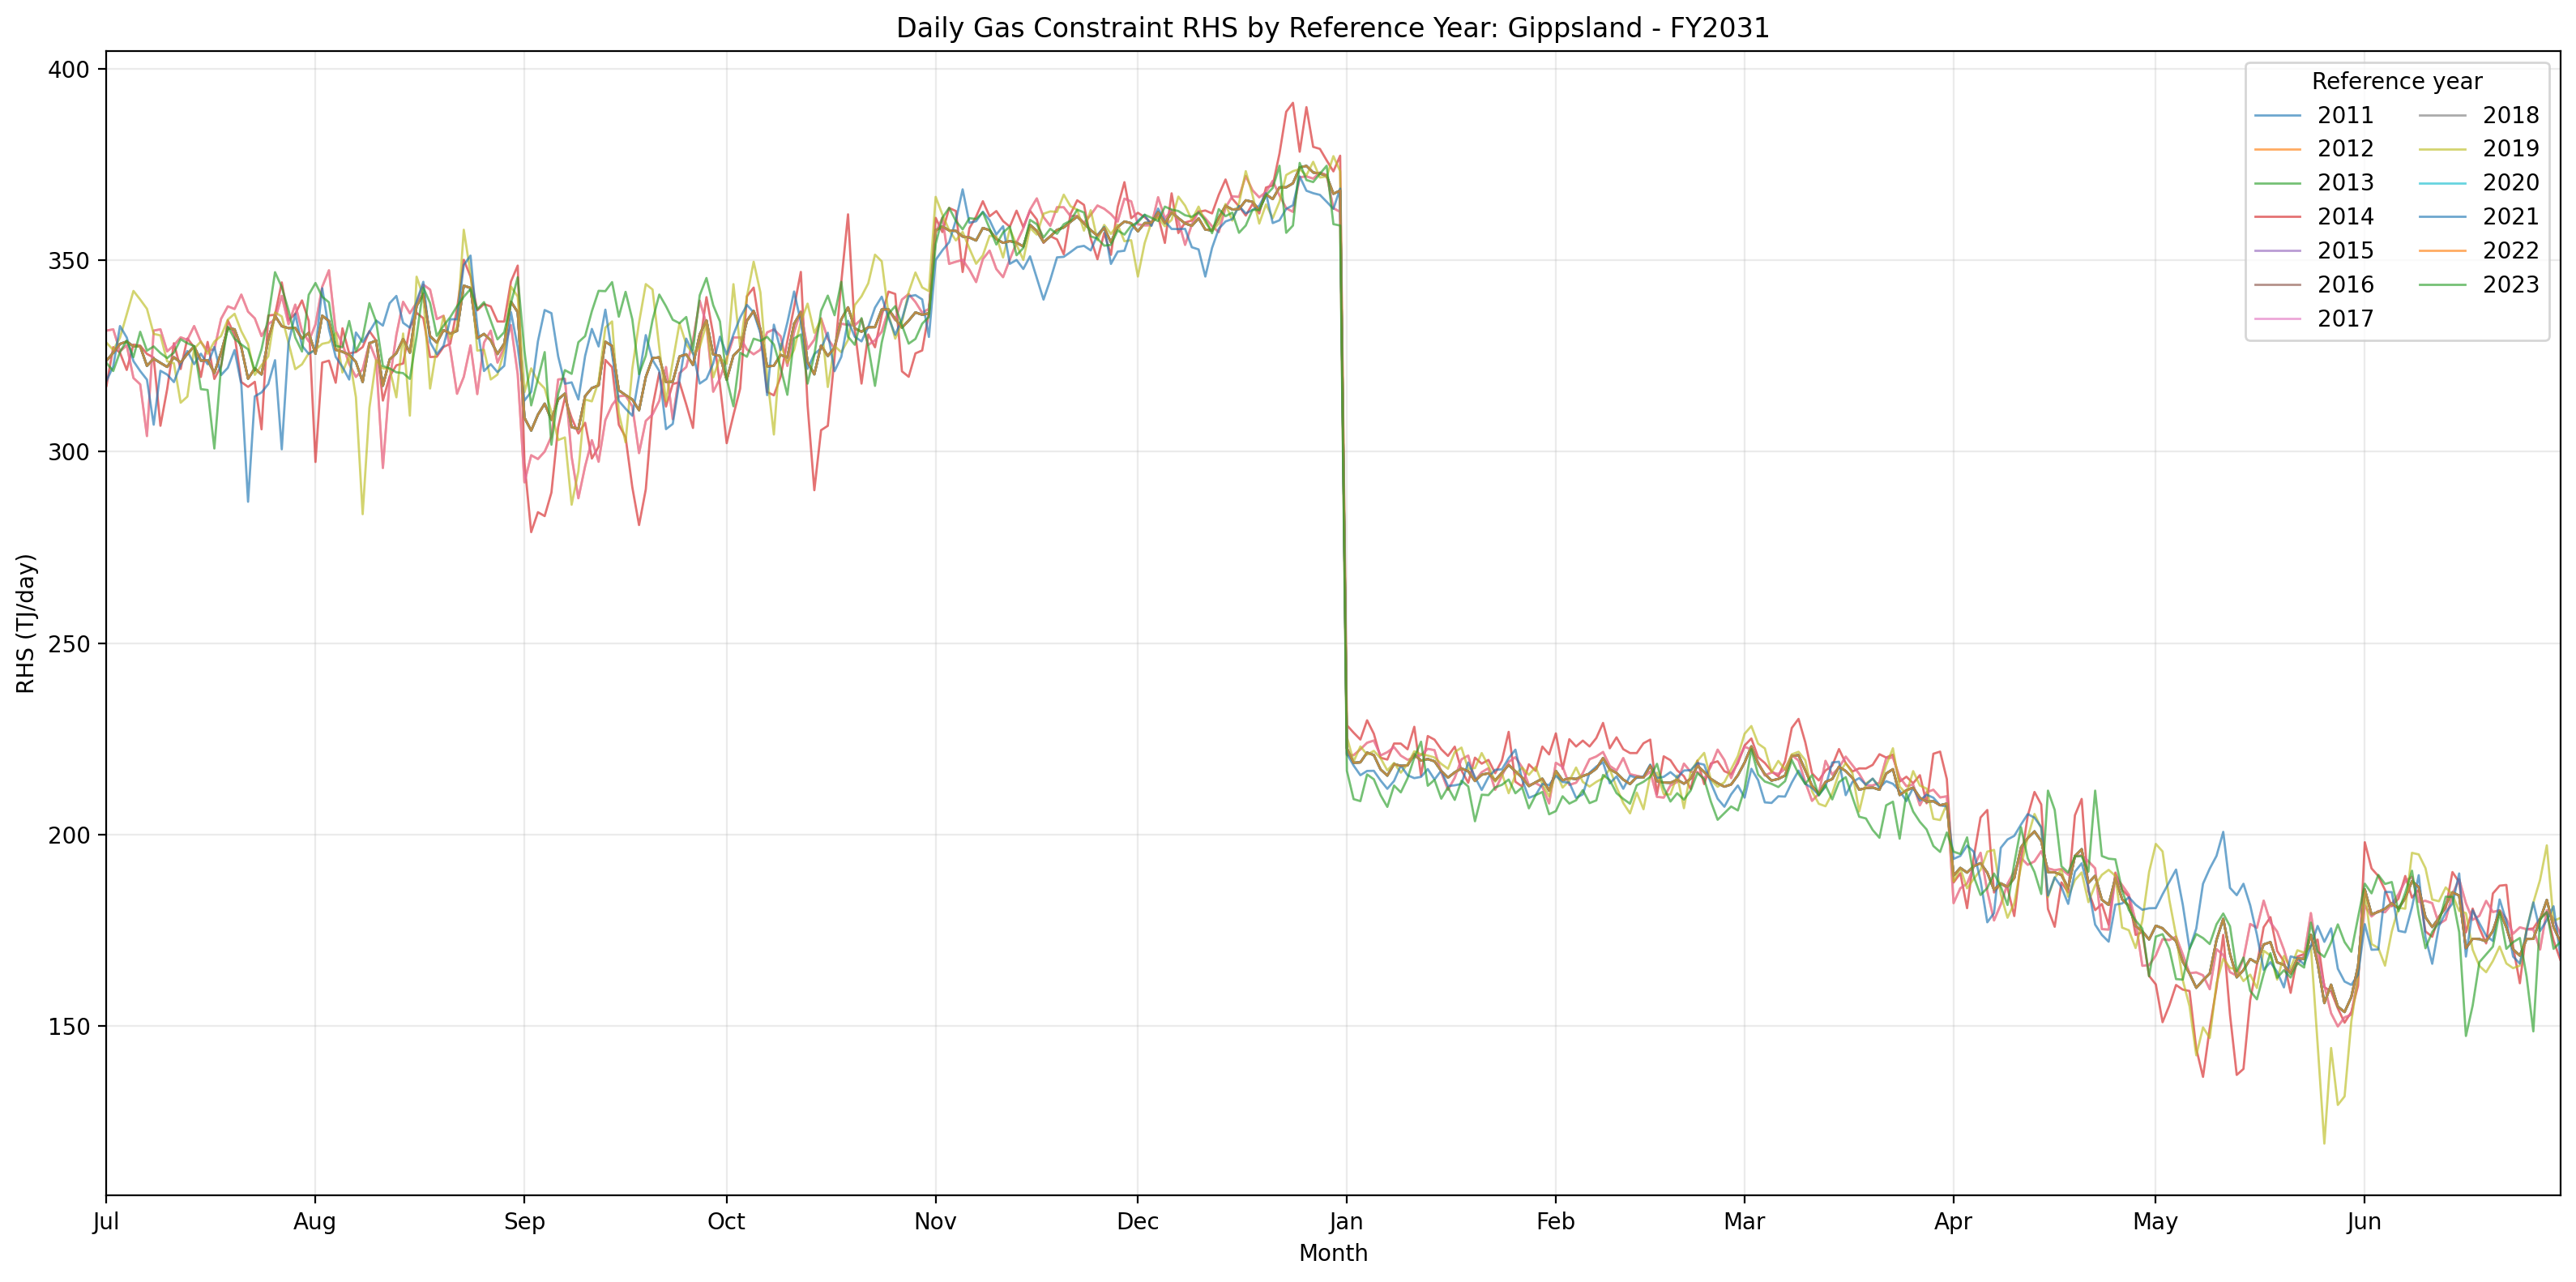 Daily Gas Constraint RHS by Reference Year: Gippsland - FY2031
400
350
300
250
200
150
RHS (TJ/day)
Reference year
2011 2018
2012 2019
2013 2020
2014 2021
2015 2022
2016 2023
2017
Jul Aug Sep Oct Nov Dec Jan Feb Mar Apr May Jun
Month